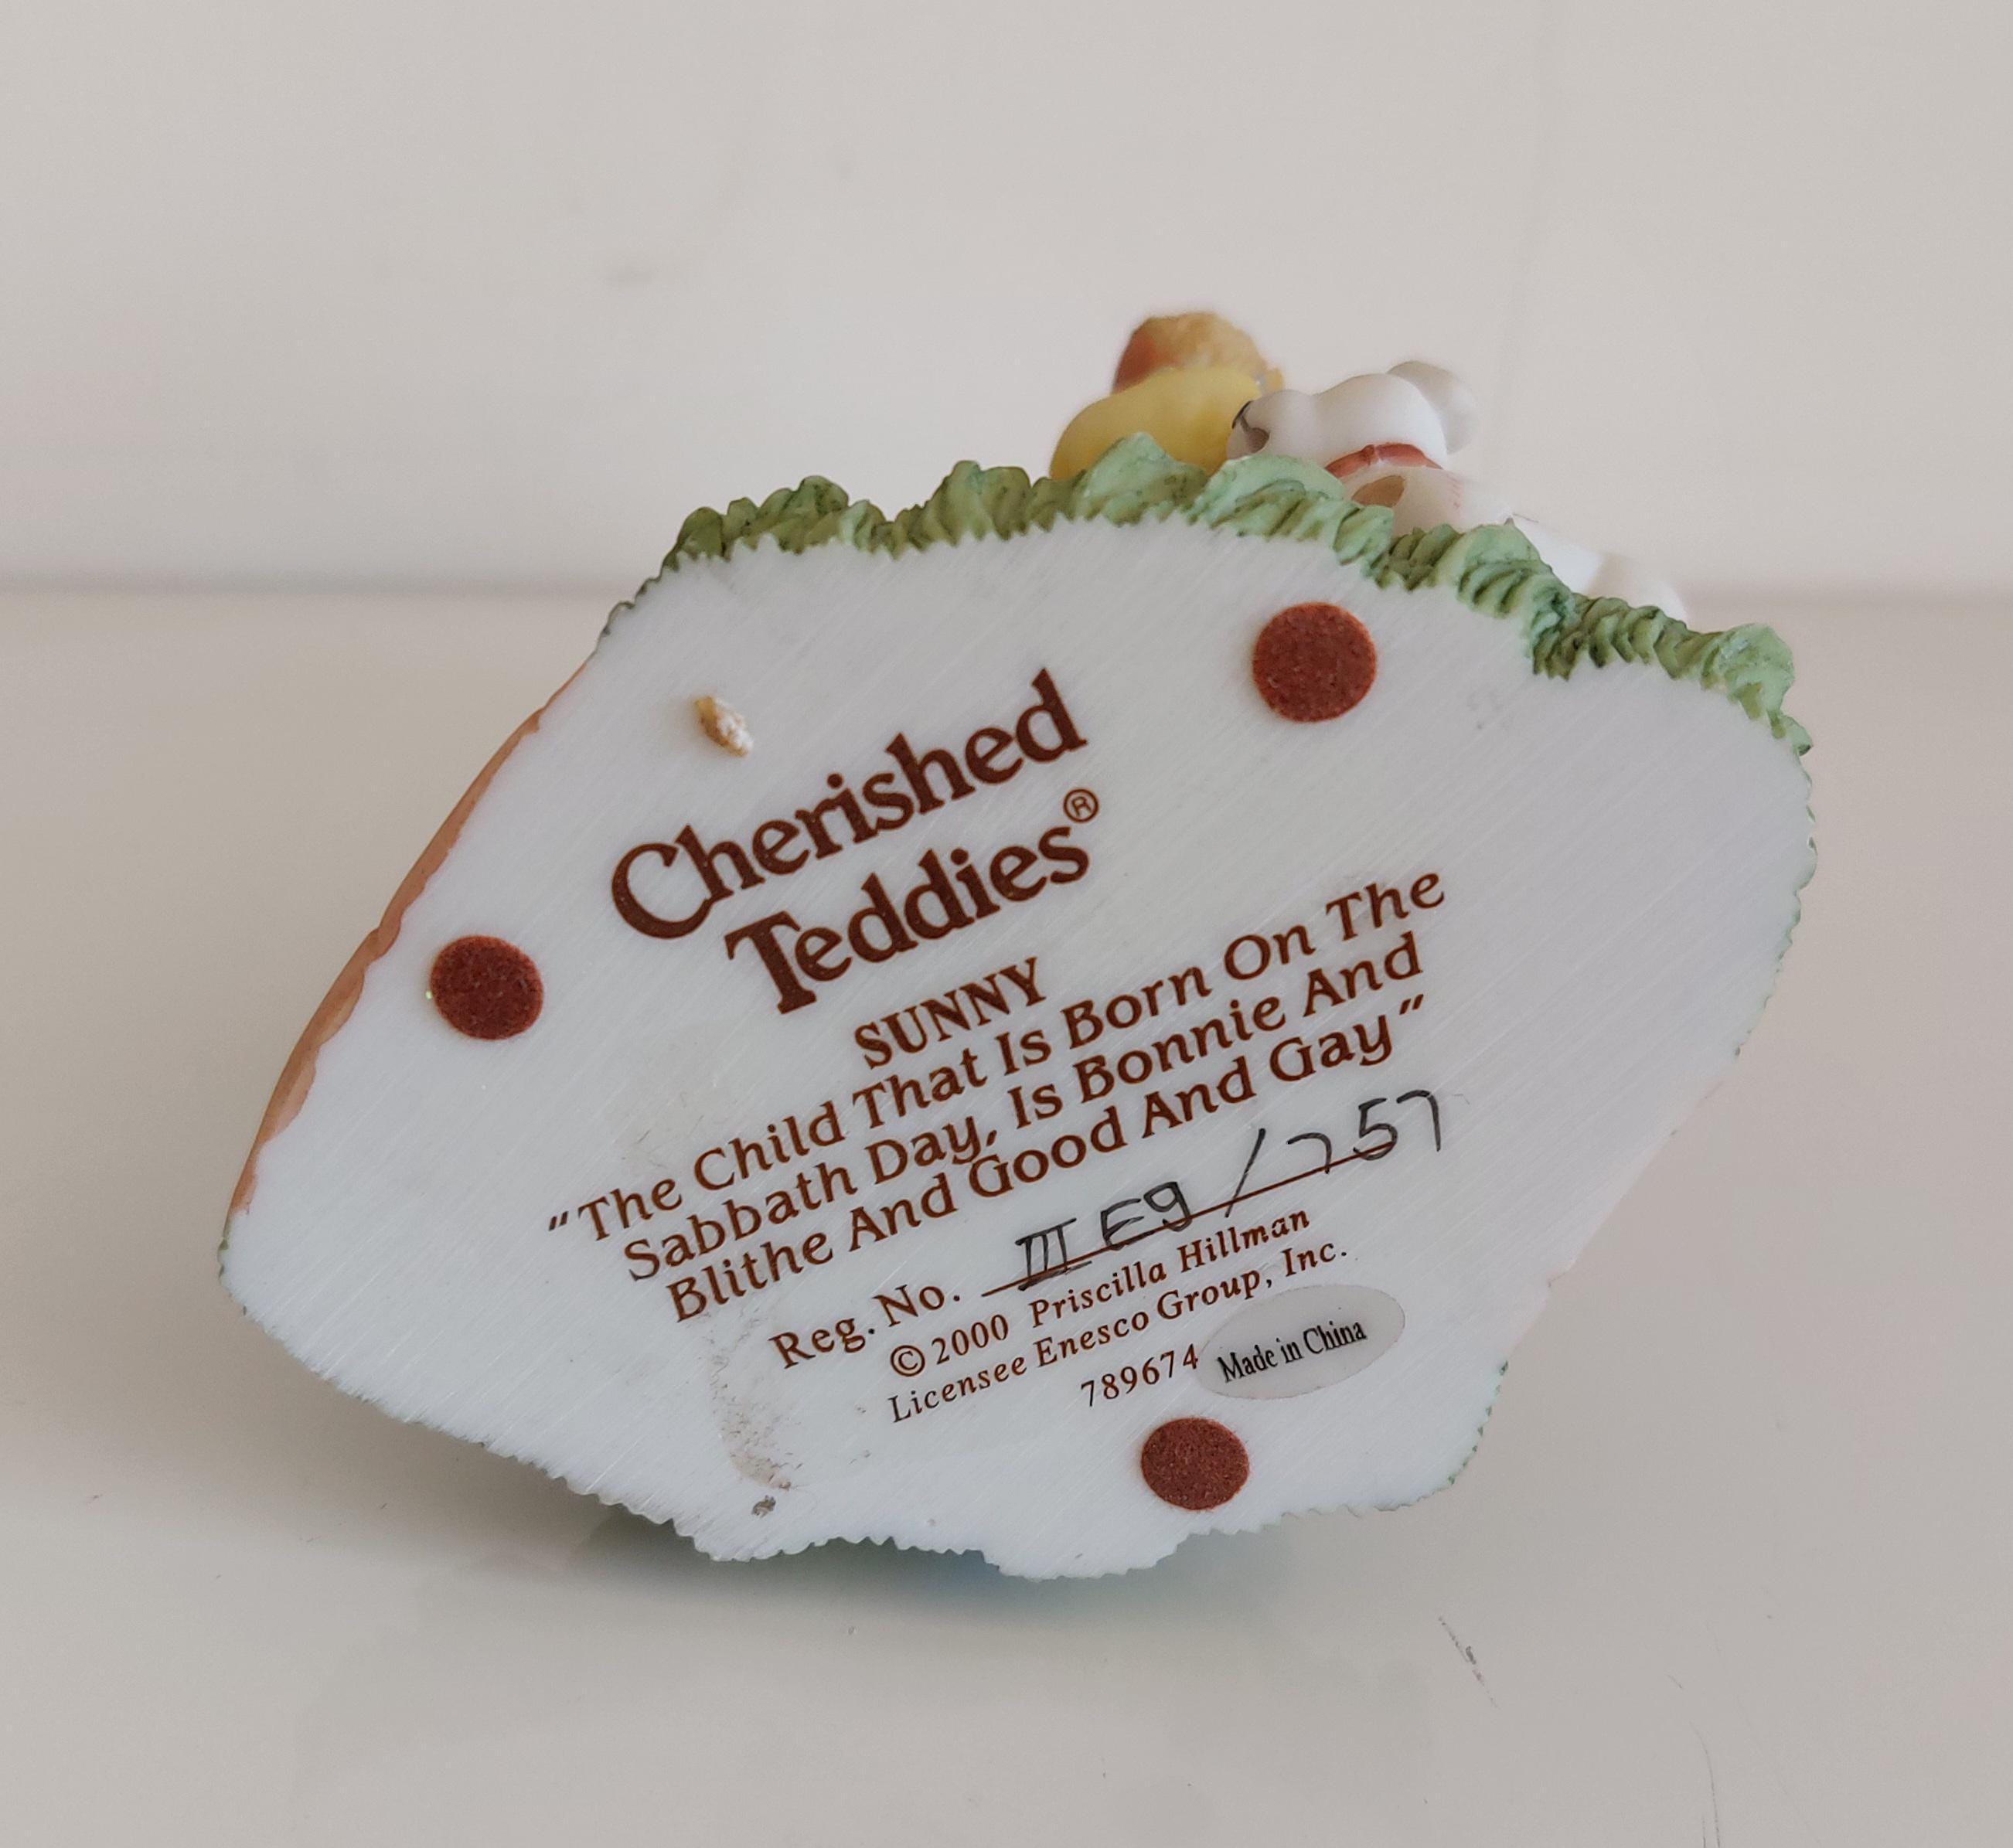 Cherished
Teddies®
SUNNY
"The Child That Is Born On The
Sabbath Day, Is Bonnie And
Blithe And Good And Gay"
Reg. No. III E9/757
©2000 Priscilla Hillman
Licensee Enesco Group, Inc.
789674 Made in China